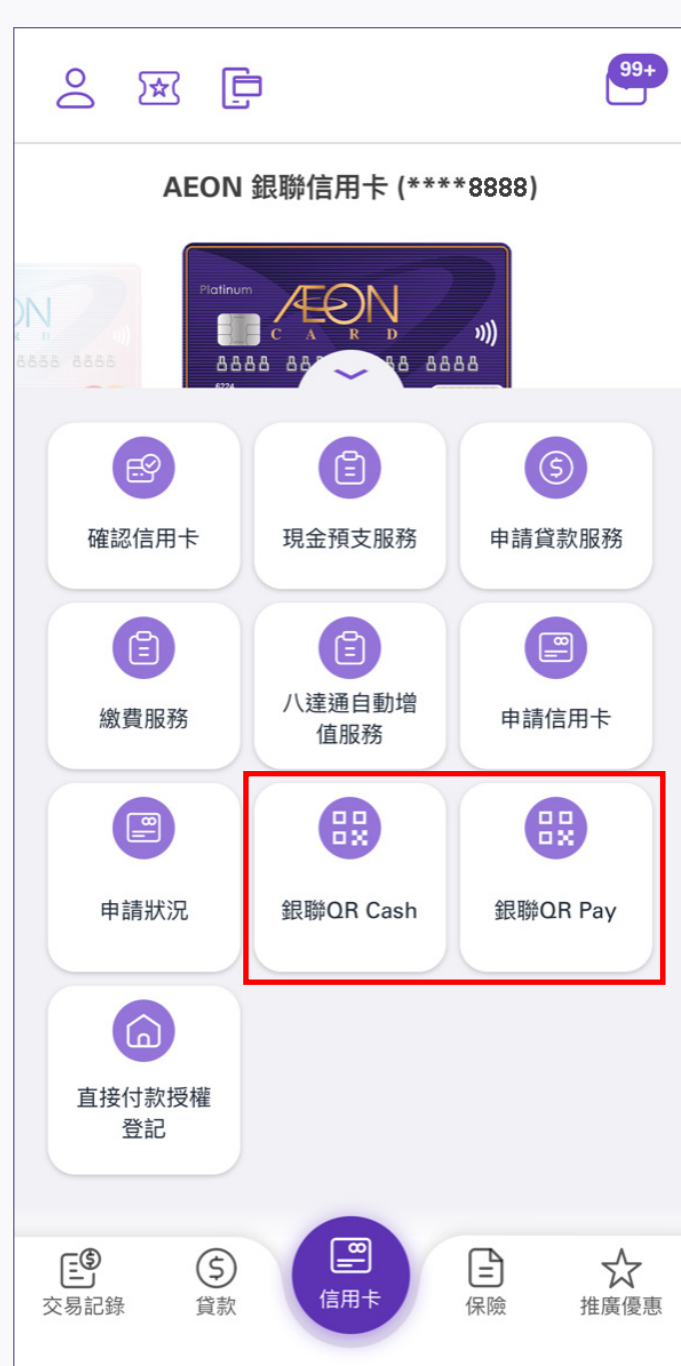 99+
AEON 銀聯信用卡 (****8888)
Platinum
ÆON
CARD
8888 8888
6224
確認信用卡
現金預支服務
申請貸款服務
繳費服務
八達通自動增
值服務
申請信用卡
申請狀況
銀聯QR Cash
銀聯QR Pay
直接付款授權
登記
交易記錄
貸款
信用卡
保險
推廣優惠